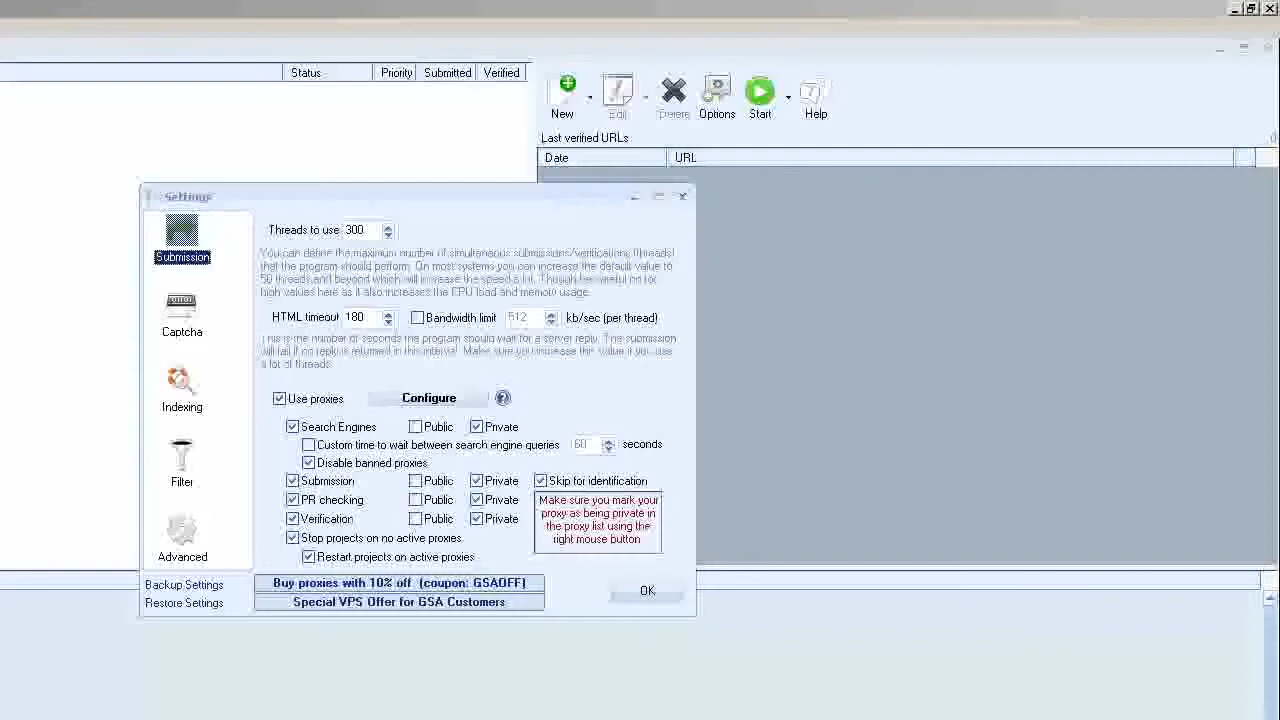 Status Priority Submitted Verified
New Edit Delete Options Start Help
Last verified URLs
Date URL
Settings
Submission
Captcha
Indexing
Filter
Advanced
Backup Settings
Restore Settings
Threads to use 300
You can define the maximum number of simultaneous submissions/verifications (threads)
that the program should perform. On most systems you can increase the default value to
50 threads and beyond which will increase the speed a lot. Though be careful on too
high values here as it also increases the CPU load and memory usage.
HTML timeout 180 Bandwidth limit 512 kb/sec (per thread)
This is the number of seconds the program should wait for a server reply. The submission
will fail if no reply is returned in this interval. Make sure you increase this value if you use
a lot of threads.
Use proxies Configure
Search Engines Public Private
Custom time to wait between search engine queries 60 seconds
Disable banned proxies
Submission Public Private Skip for identification
PR checking Public Private
Verification Public Private
Make sure you mark your
proxy as being private in
the proxy list using the
right mouse button
Stop projects on no active proxies
Restart projects on active proxies
Buy proxies with 10% off (coupon: GSAOFF)
Special VPS Offer for GSA Customers
OK